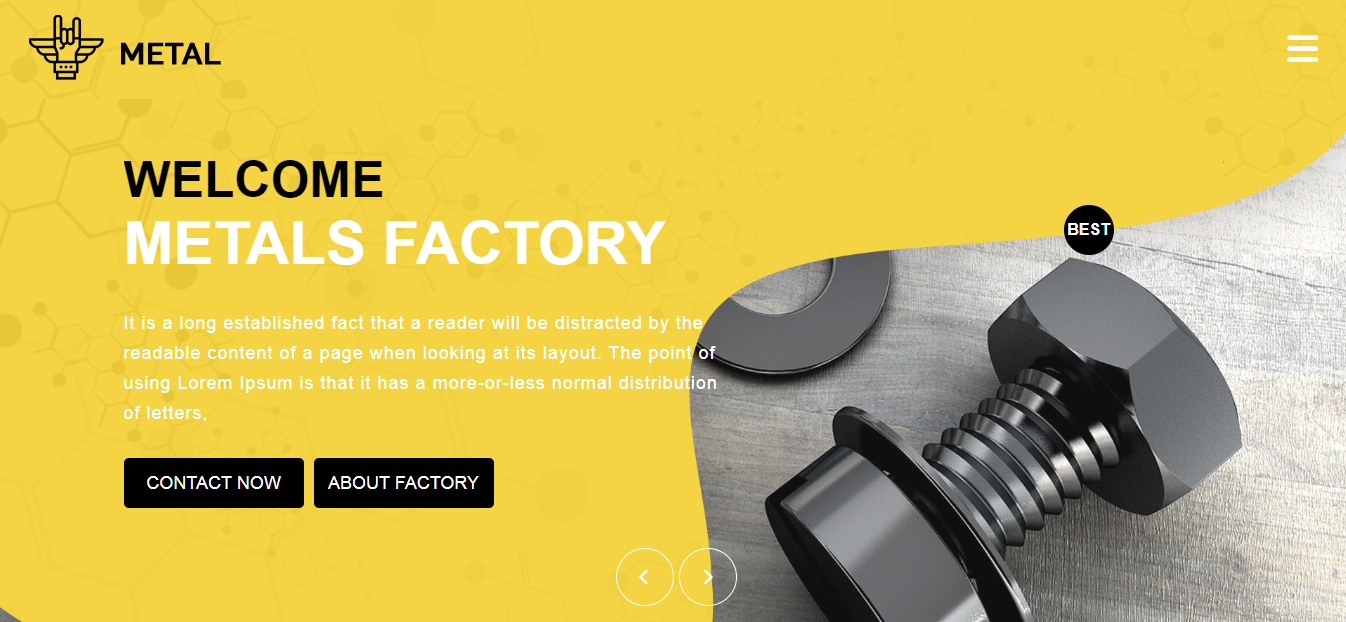 METAL
WELCOME
METALS FACTORY
BEST
It is a long established fact that a reader will be distracted by the
readable content of a page when looking at its layout. The point of
using Lorem Ipsum is that it has a more-or-less normal distribution
of letters,
CONTACT NOW
ABOUT FACTORY